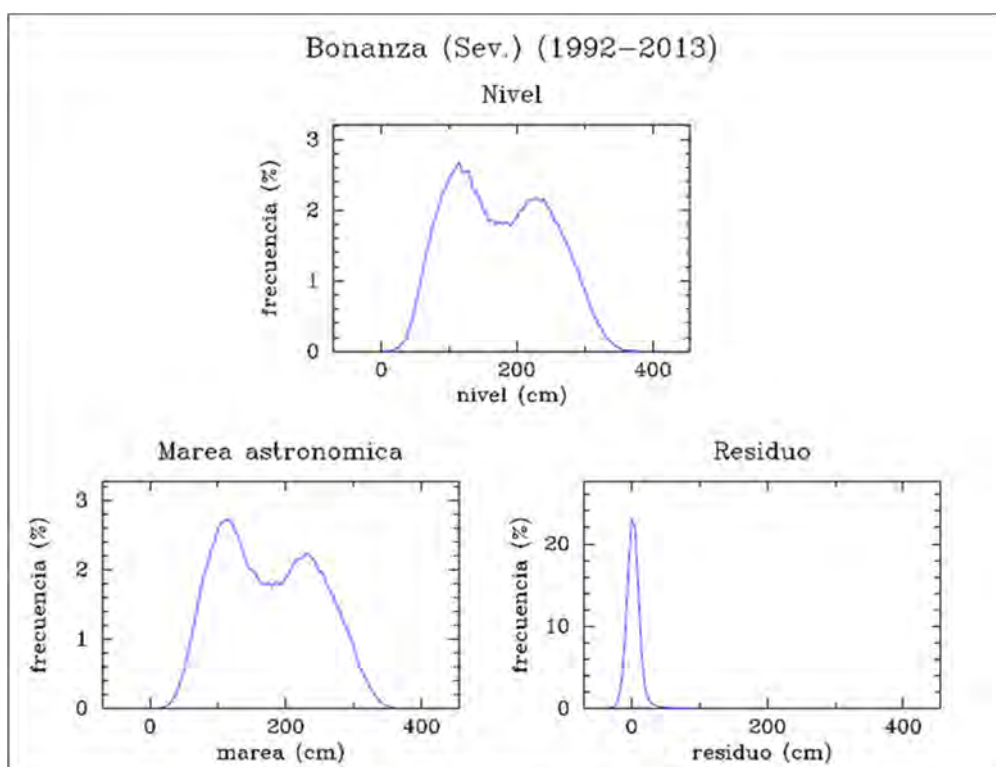 Bonanza (Sev.) (1992–2013)
Nivel
3
2
1
0
frecuencia (%)
0 200 400
nivel (cm)
Marea astronomica
3
2
1
0
frecuencia (%)
0 200 400
marea (cm)
Residuo
20
10
0
frecuencia (%)
0 200 400
residuo (cm)